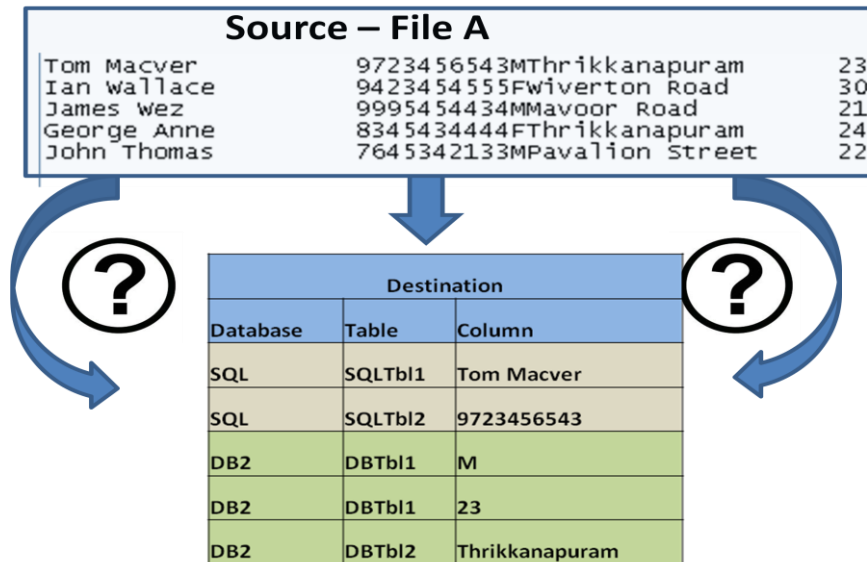 Source – File A
Tom Macver 9723456543MThrikkanapuram 23
Ian Wallace 9423454555FWiverton Road 30
James Wez 9995454434MMavoor Road 21
George Anne 8345434444FThrikkanapuram 24
John Thomas 7645342133MPavalion Street 22
? ?
Destination
Database Table Column
SQL SQLTbl1 Tom Macver
SQL SQLTbl2 9723456543
DB2 DBTbl1 M
DB2 DBTbl1 23
DB2 DBTbl2 Thrikkanapuram